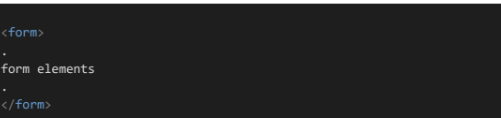 <form>
.
form elements
.
</form>